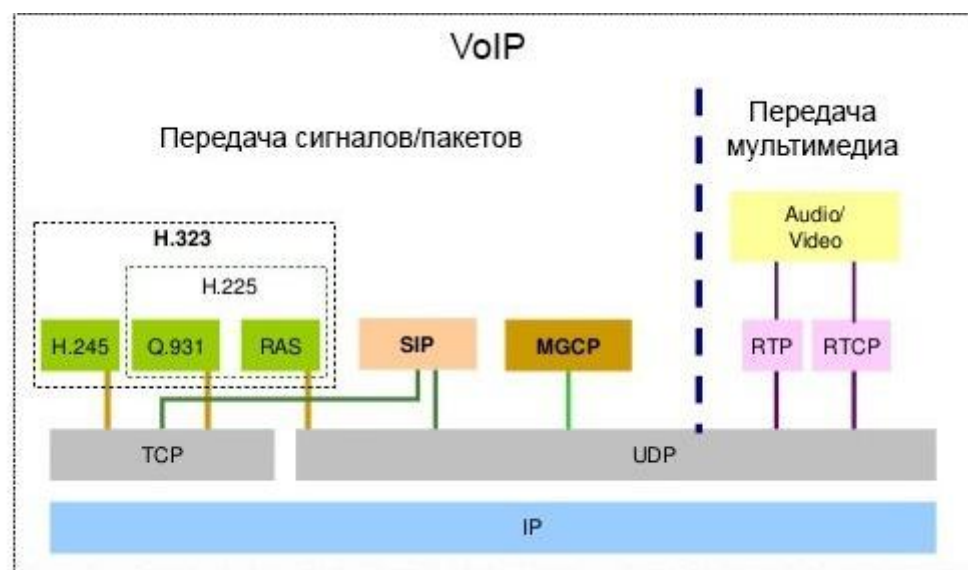 VoIP
Передача сигналов/пакетов
Передача
мультимедиа
Audio/
Video
H.323
H.225
H.245
Q.931
RAS
SIP
MGCP
RTP
RTCP
TCP
UDP
IP